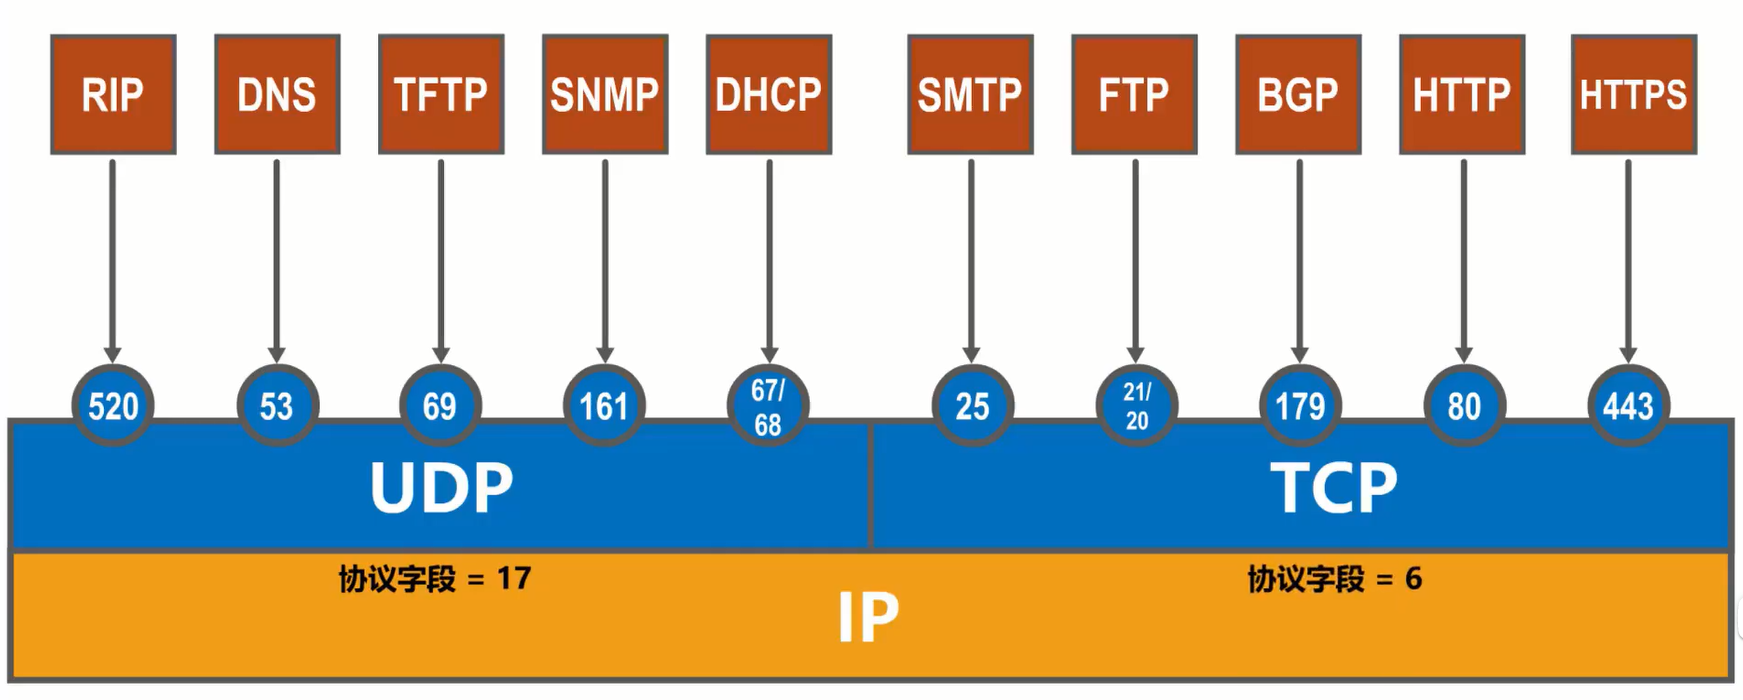 RIP DNS TFTP SNMP DHCP SMTP FTP BGP HTTP HTTPS
520 53 69 161 67/ 68 25 21/ 20 179 80 443
UDP TCP
协议字段 = 17 协议字段 = 6
IP